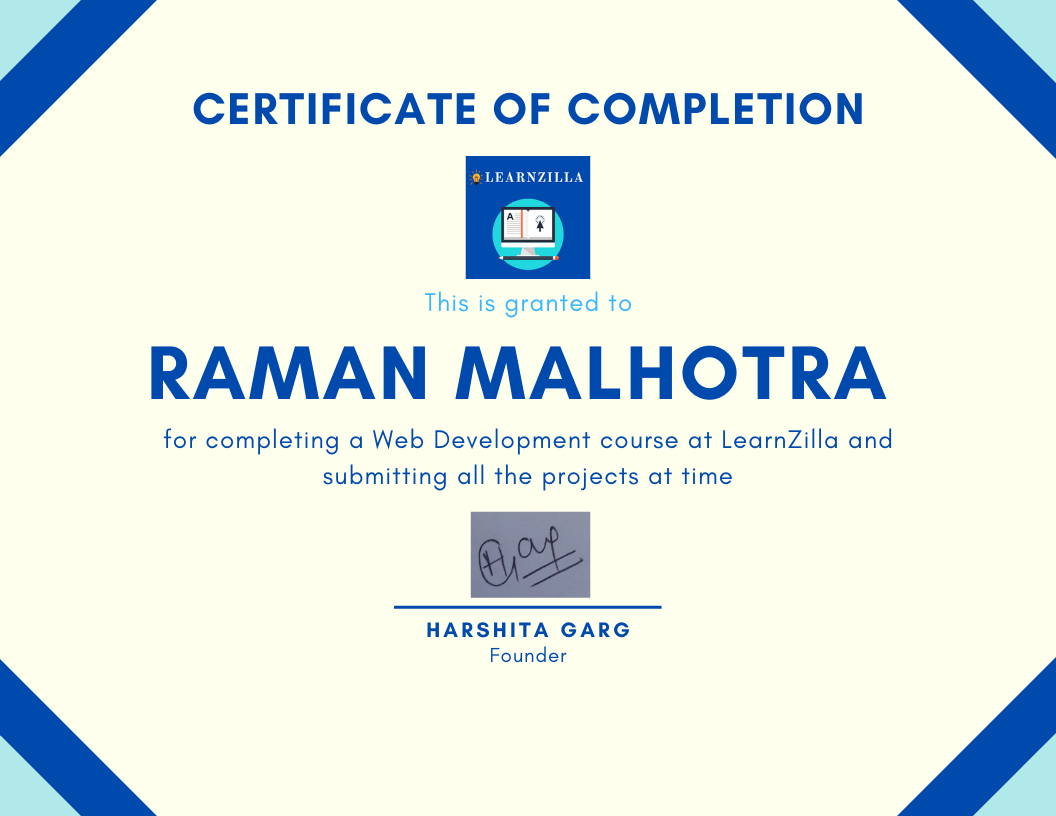 CERTIFICATE OF COMPLETION
LEARNZILLA
A
This is granted to
RAMAN MALHOTRA
for completing a Web Development course at LearnZilla and
submitting all the projects at time
HARSHITA GARG
Founder